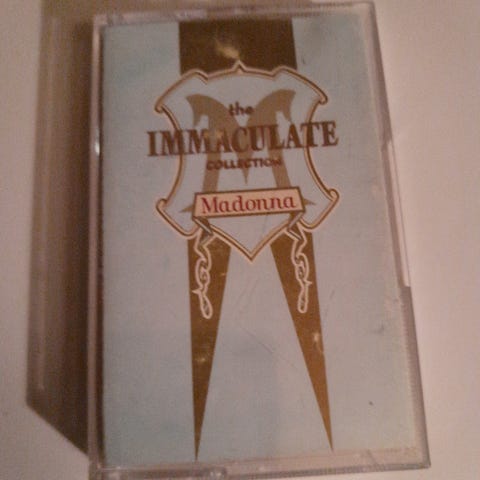 the
IMMACULATE
COLLECTION
Madonna